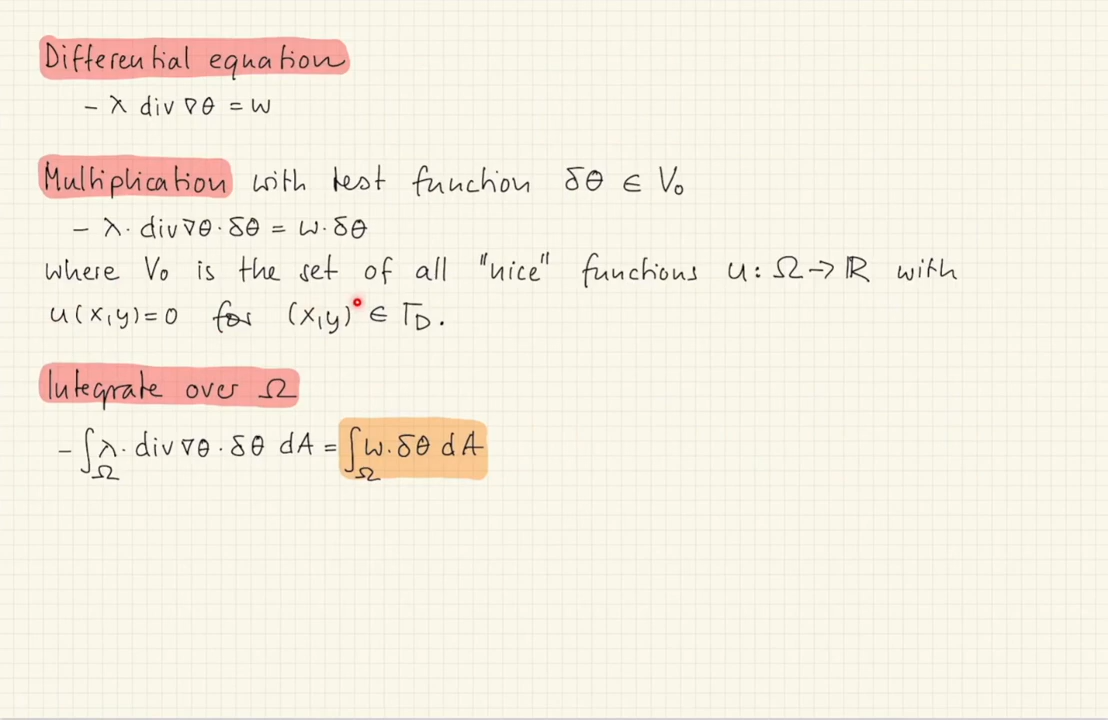 Differential equation
- λ div ∇θ = w
Multiplication with test function δθ ∈ V₀
- λ · div ∇θ · δθ = w · δθ
where V₀ is the set of all "nice" functions u: Ω → ℝ with
u(x,y)=0 for (x,y) ∈ Γ_D.
Integrate over Ω
- ∫_Ω λ · div ∇θ · δθ dA = ∫_Ω w · δθ dA